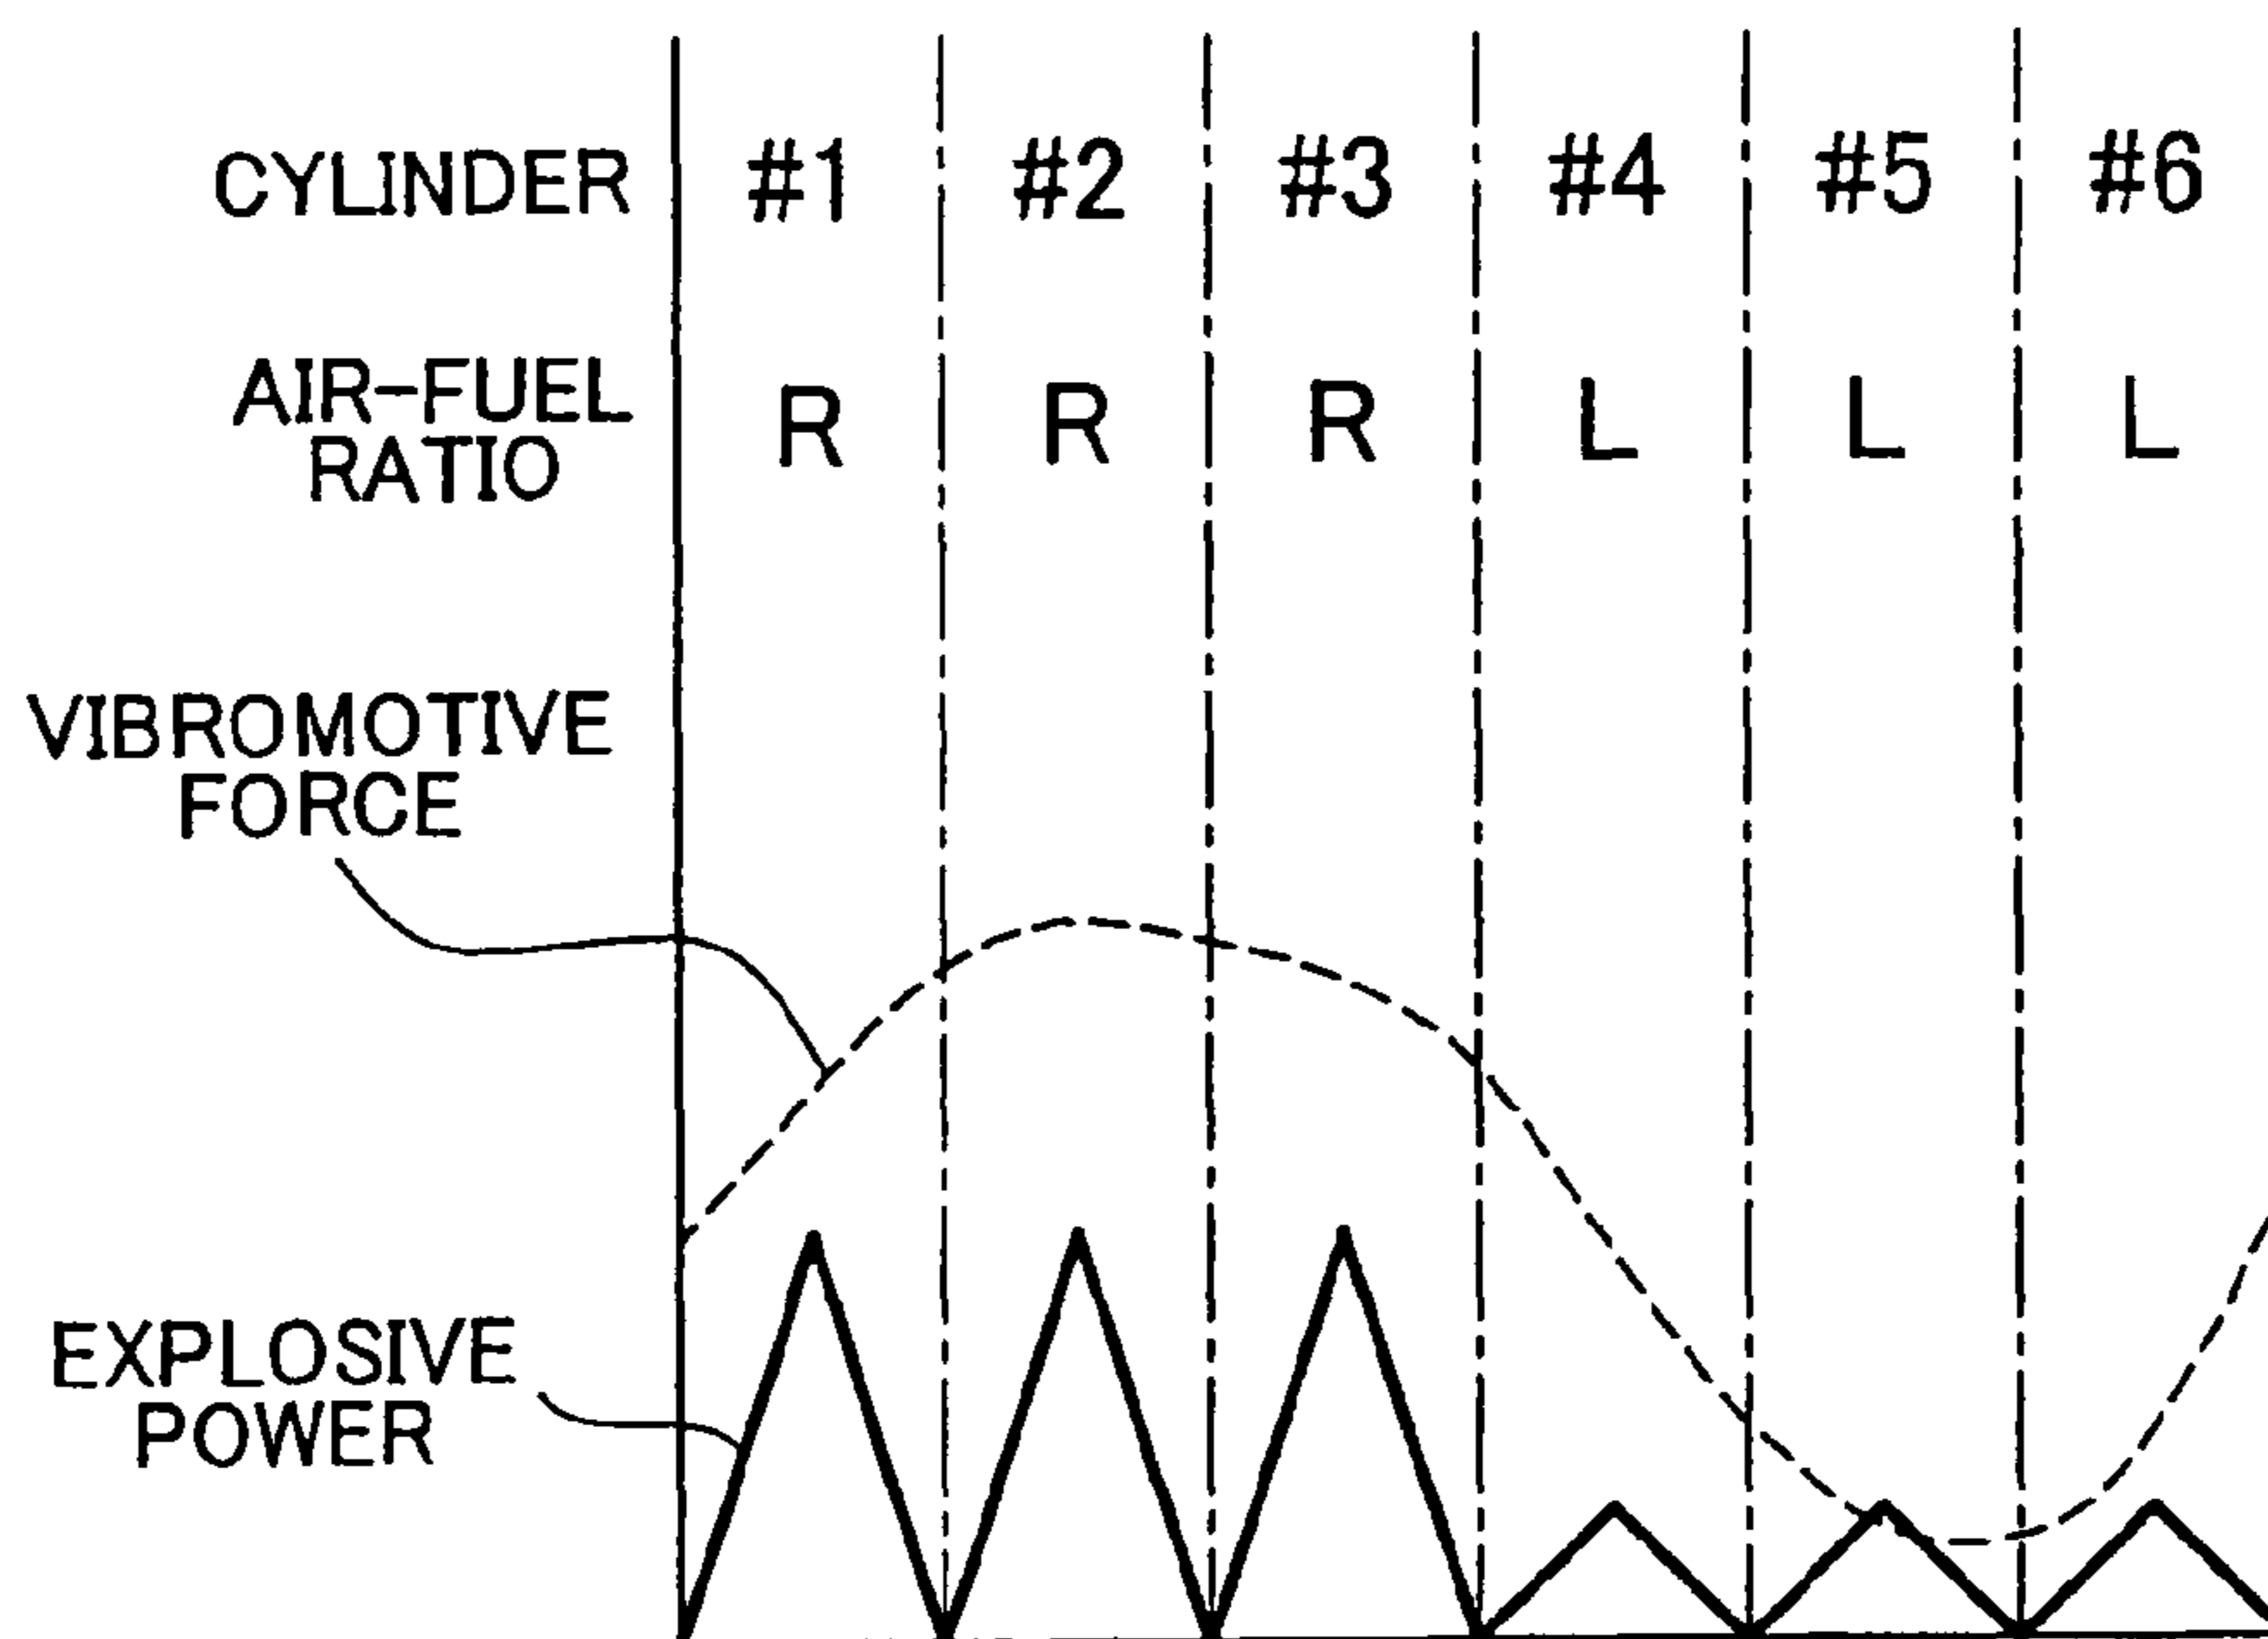 CYLINDER #1 #2 #3 #4 #5 #6
AIR-FUEL
RATIO
R R R L L L
VIBROMOTIVE
FORCE
EXPLOSIVE
POWER